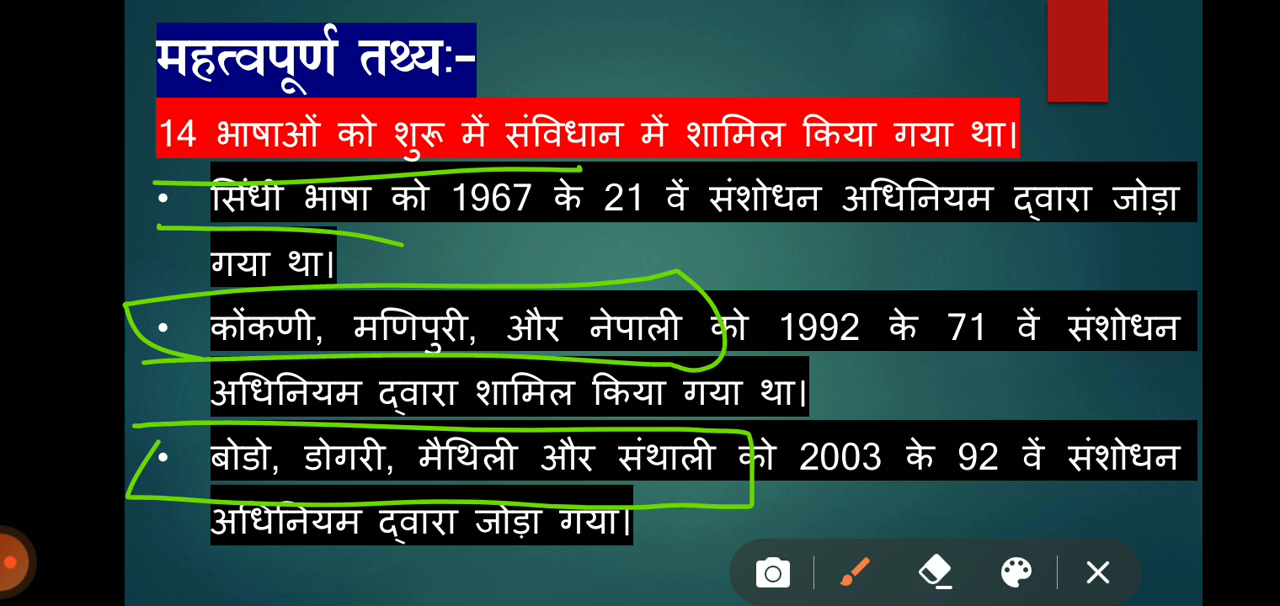 महत्वपूर्ण तथ्यः-
14 भाषाओं को शुरू में संविधान में शामिल किया गया था।
• सिंधी भाषा को 1967 के 21 वें संशोधन अधिनियम द्वारा जोड़ा
गया था।
• कोंकणी, मणिपुरी, और नेपाली को 1992 के 71 वें संशोधन
अधिनियम द्वारा शामिल किया गया था।
• बोडो, डोगरी, मैथिली और संथाली को 2003 के 92 वें संशोधन
अधिनियम द्वारा जोड़ा गया।